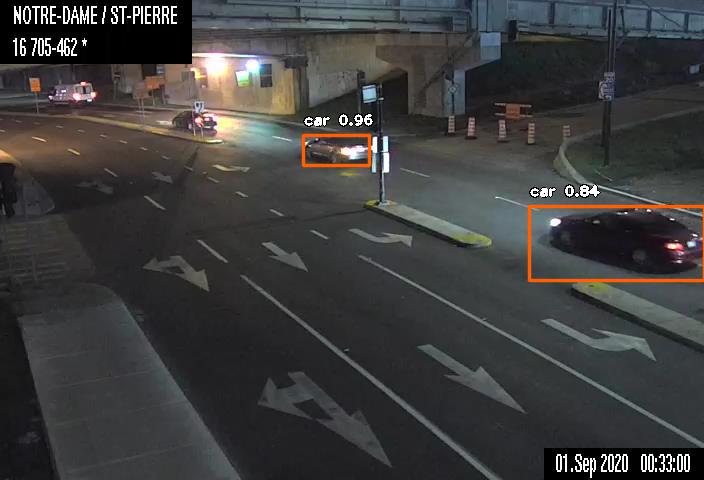 NOTRE-DAME / ST-PIERRE
16 705-462 *
car 0.96
car 0.84
01.Sep 2020 00:33:00